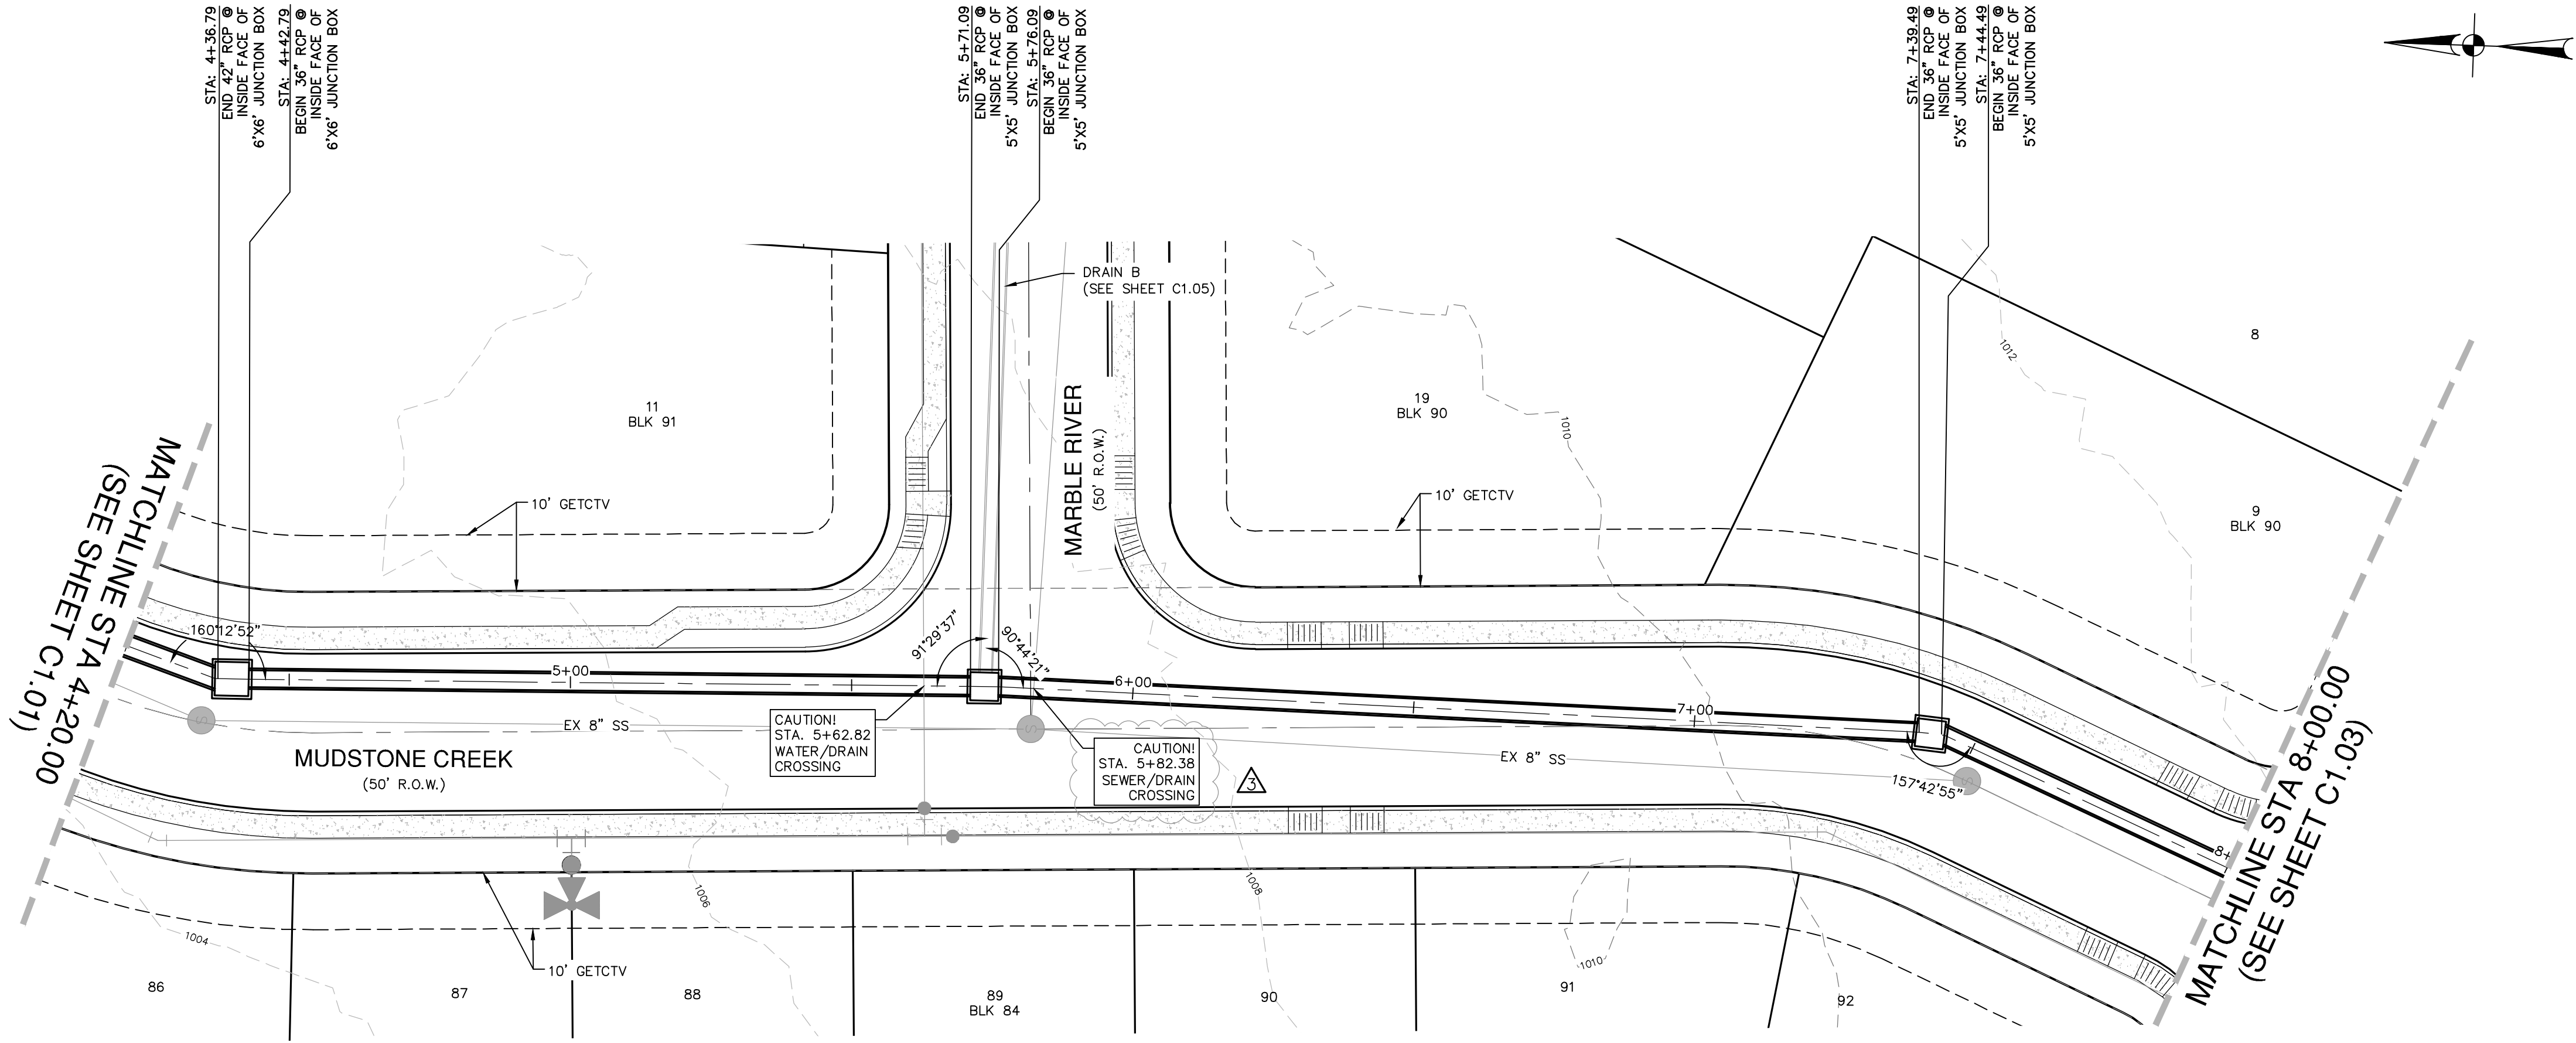 STA: 4+36.79
END 42" RCP @
INSIDE FACE OF
6'X6' JUNCTION BOX
STA: 4+42.79
BEGIN 36" RCP @
INSIDE FACE OF
6'X6' JUNCTION BOX
STA: 5+71.09
END 36" RCP @
INSIDE FACE OF
5'X5' JUNCTION BOX
STA: 5+76.09
BEGIN 36" RCP @
INSIDE FACE OF
5'X5' JUNCTION BOX
STA: 7+39.49
END 36" RCP @
INSIDE FACE OF
5'X5' JUNCTION BOX
STA: 7+44.49
BEGIN 36" RCP @
INSIDE FACE OF
5'X5' JUNCTION BOX
DRAIN B
(SEE SHEET C1.05)
8
1012
11
BLK 91
19
BLK 90
1010
9
BLK 90
MARBLE RIVER
(50' R.O.W.)
10' GETCTV
10' GETCTV
MATCHLINE STA 4+20.00
(SEE SHEET C1.01)
160°12'52"
91°29'37"
90°44'21"
5+00
6+00
7+00
8+
S
S
S
EX 8" SS
EX 8" SS
CAUTION!
STA. 5+62.82
WATER/DRAIN
CROSSING
CAUTION!
STA. 5+82.38
SEWER/DRAIN
CROSSING
3
157°42'55"
MUDSTONE CREEK
(50' R.O.W.)
MATCHLINE STA 8+00.00
(SEE SHEET C1.03)
1004
1006
1008
1010
10' GETCTV
86
87
88
89
BLK 84
90
91
92